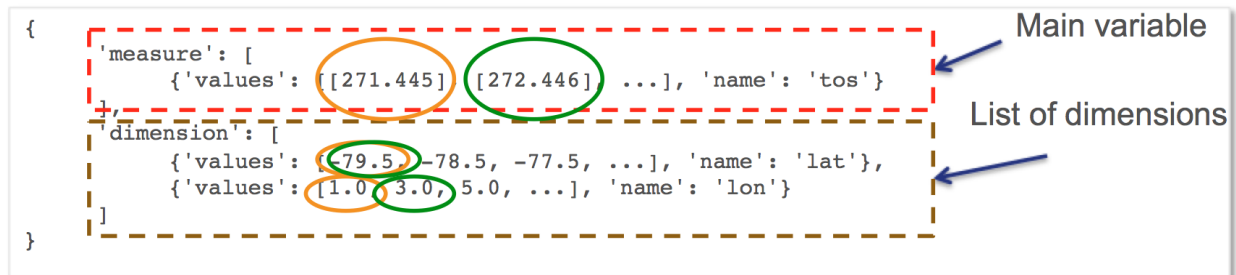 {
'measure': [
{'values': [[271.445], [272.446], ...], 'name': 'tos'}
],
'dimension': [
{'values': [-79.5, -78.5, -77.5, ...], 'name': 'lat'},
{'values': [1.0, 3.0, 5.0, ...], 'name': 'lon'}
]
}
Main variable
List of dimensions